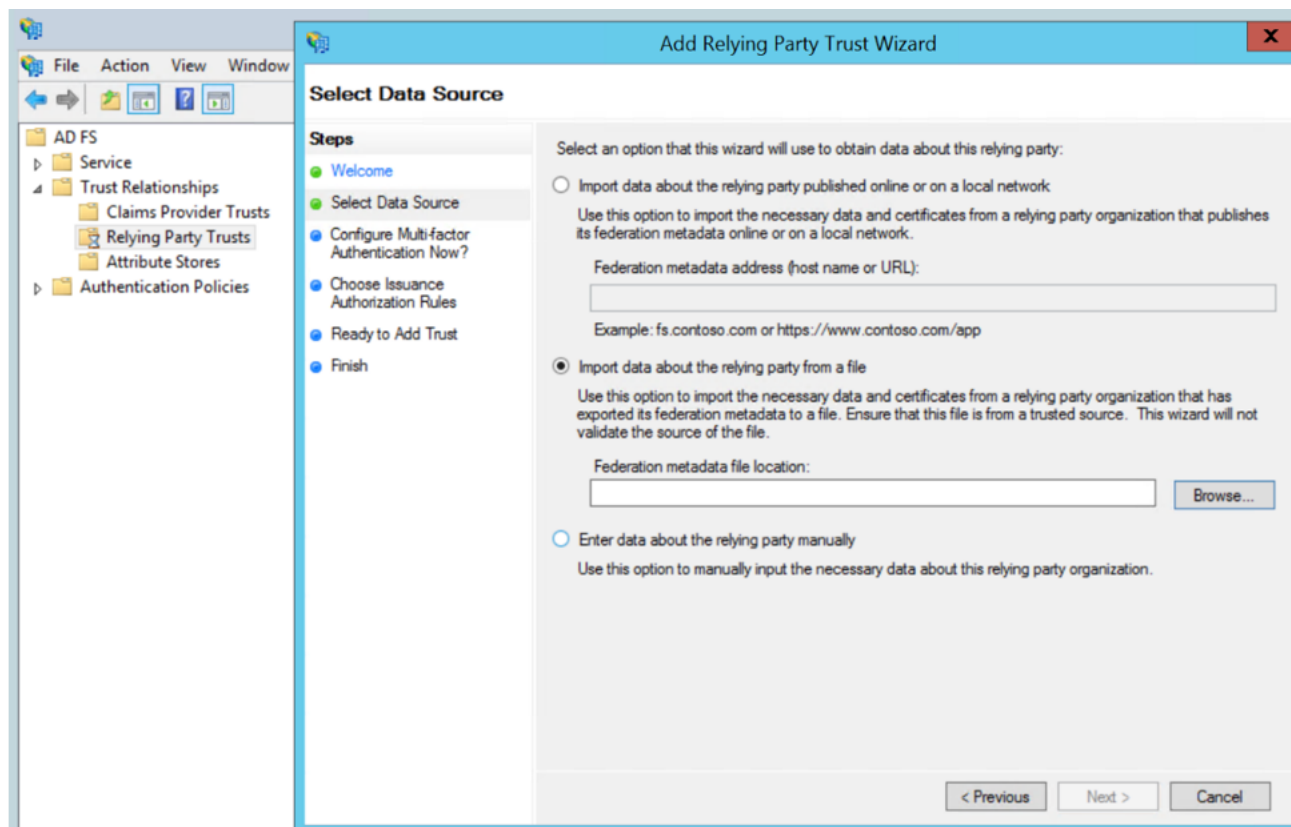 Add Relying Party Trust Wizard
X
File Action View Window
Select Data Source
AD FS
Service
Trust Relationships
Claims Provider Trusts
Relying Party Trusts
Attribute Stores
Authentication Policies
Steps
Welcome
Select Data Source
Configure Multi-factor
Authentication Now?
Choose Issuance
Authorization Rules
Ready to Add Trust
Finish
Select an option that this wizard will use to obtain data about this relying party:
Import data about the relying party published online or on a local network
Use this option to import the necessary data and certificates from a relying party organization that publishes
its federation metadata online or on a local network.
Federation metadata address (host name or URL):
Example: fs.contoso.com or https://www.contoso.com/app
Import data about the relying party from a file
Use this option to import the necessary data and certificates from a relying party organization that has
exported its federation metadata to a file. Ensure that this file is from a trusted source. This wizard will not
validate the source of the file.
Federation metadata file location:
Browse...
Enter data about the relying party manually
Use this option to manually input the necessary data about this relying party organization.
< Previous
Next >
Cancel